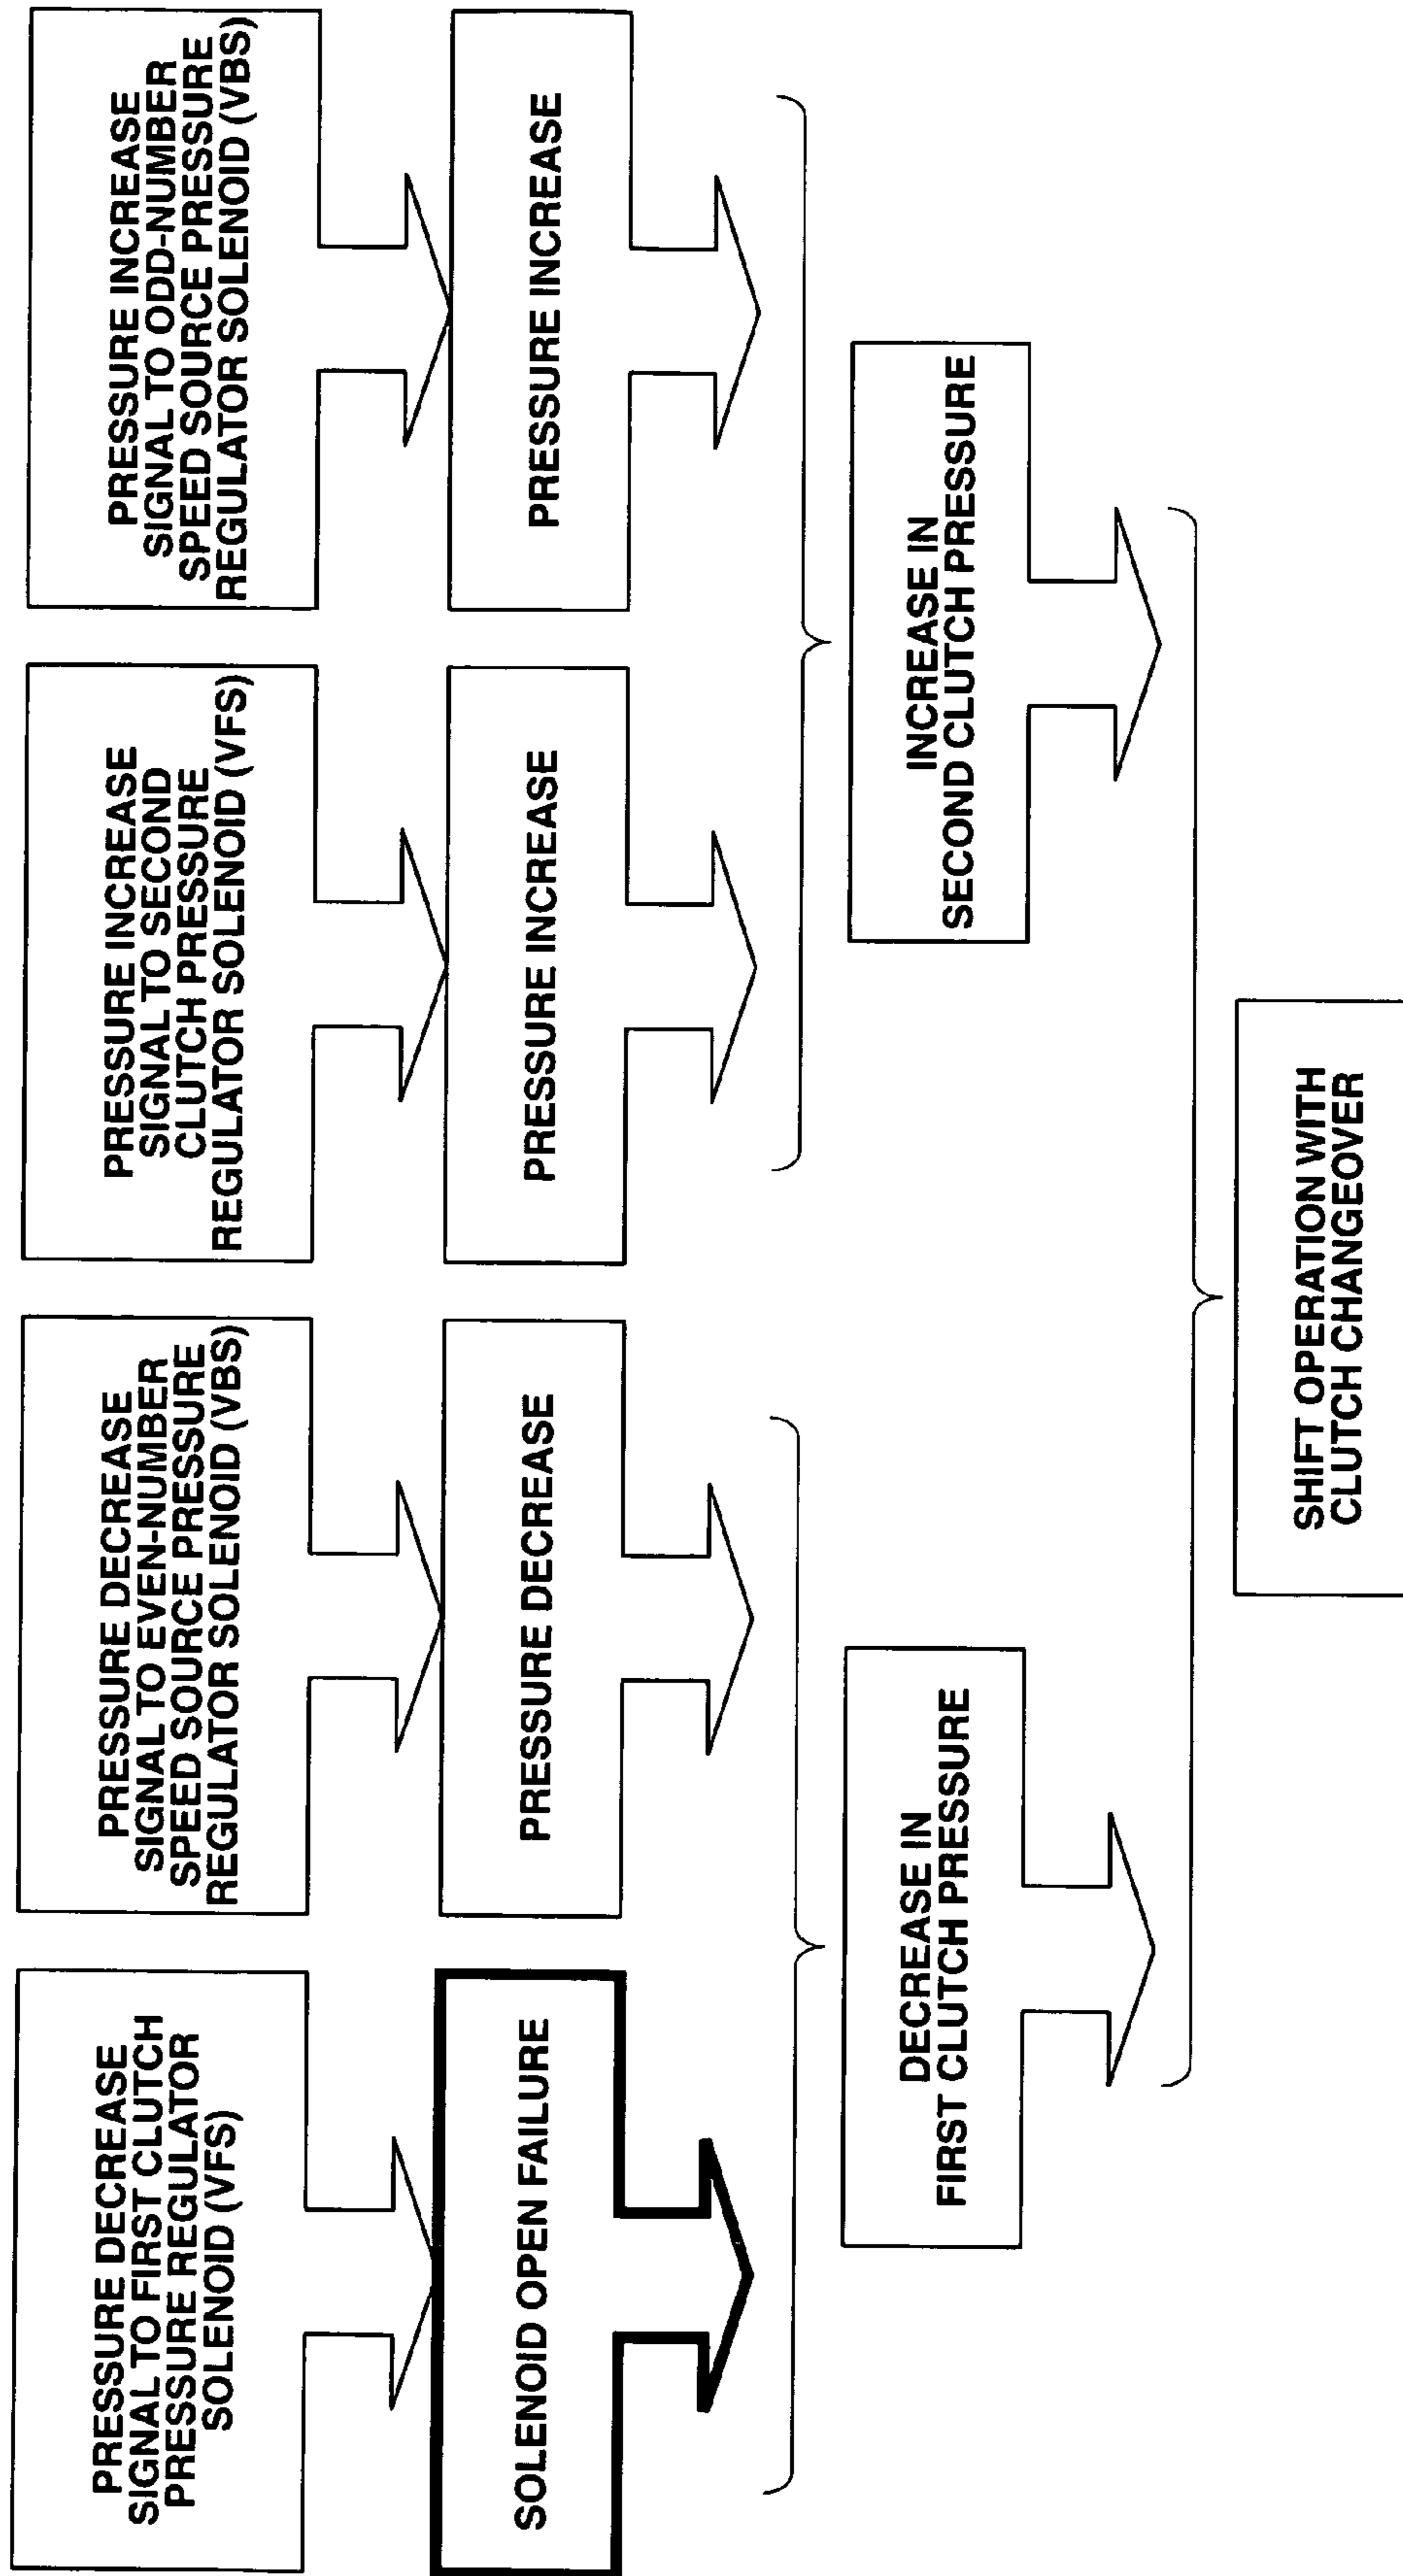 PRESSURE DECREASE
SIGNAL TO FIRST CLUTCH
PRESSURE REGULATOR
SOLENOID (VFS)
PRESSURE DECREASE
SIGNAL TO EVEN-NUMBER
SPEED SOURCE PRESSURE
REGULATOR SOLENOID (VBS)
PRESSURE INCREASE
SIGNAL TO SECOND
CLUTCH PRESSURE
REGULATOR SOLENOID (VFS)
PRESSURE INCREASE
SIGNAL TO ODD-NUMBER
SPEED SOURCE PRESSURE
REGULATOR SOLENOID (VBS)
SOLENOID OPEN FAILURE
PRESSURE DECREASE
PRESSURE INCREASE
PRESSURE INCREASE
DECREASE IN
FIRST CLUTCH PRESSURE
INCREASE IN
SECOND CLUTCH PRESSURE
SHIFT OPERATION WITH
CLUTCH CHANGEOVER